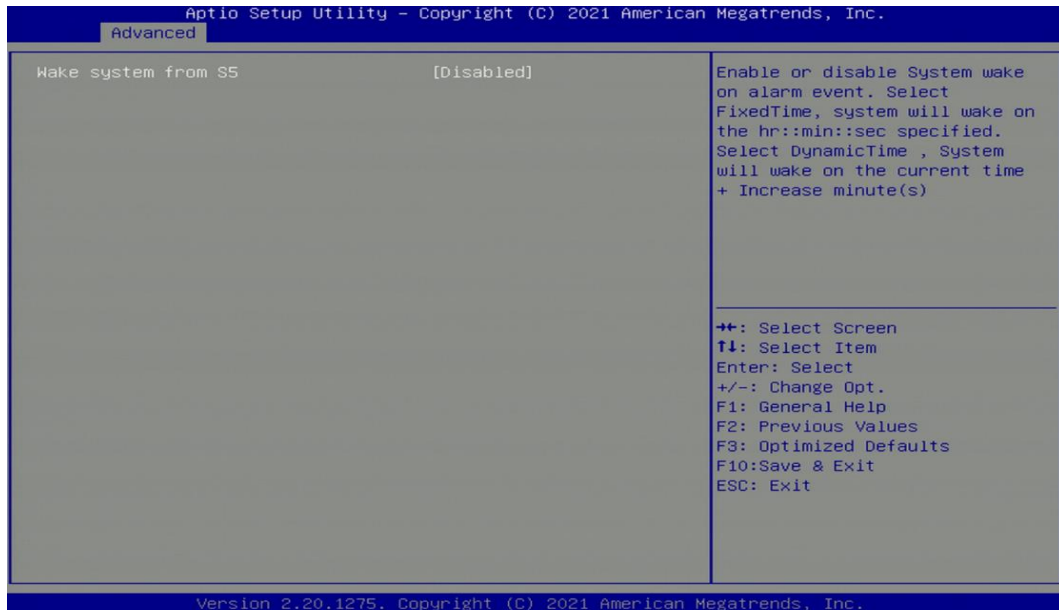 Aptio Setup Utility – Copyright (C) 2021 American Megatrends, Inc.
Advanced
Wake system from S5 [Disabled]
Enable or disable System wake
on alarm event. Select
FixedTime, system will wake on
the hr::min::sec specified.
Select DynamicTime , System
will wake on the current time
+ Increase minute(s)
→←: Select Screen
↑↓: Select Item
Enter: Select
+/-: Change Opt.
F1: General Help
F2: Previous Values
F3: Optimized Defaults
F10:Save & Exit
ESC: Exit
Version 2.20.1275. Copyright (C) 2021 American Megatrends, Inc.